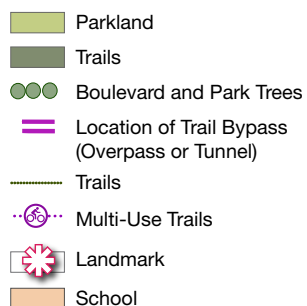 Parkland
Trails
Boulevard and Park Trees
Location of Trail Bypass
(Overpass or Tunnel)
Trails
Multi-Use Trails
Landmark
School